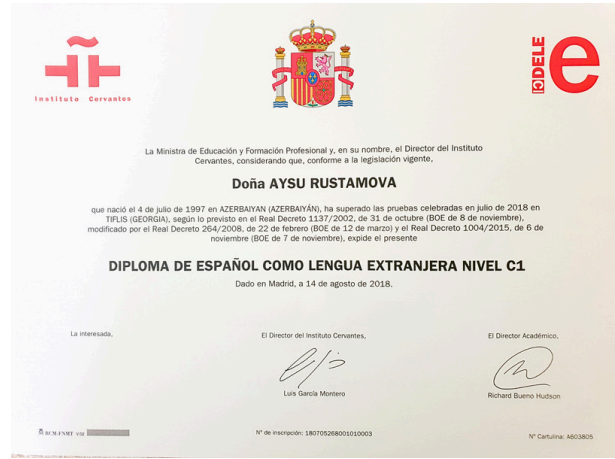 Instituto Cervantes
DELE
e
La Ministra de Educación y Formación Profesional y, en su nombre, el Director del Instituto
Cervantes, considerando que, conforme a la legislación vigente,
Doña AYSU RUSTAMOVA
que nació el 4 de julio de 1997 en AZERBAIYAN (AZERBAIYÁN), ha superado las pruebas celebradas en julio de 2018 en
TIFLIS (GEORGIA), según lo previsto en el Real Decreto 1137/2002, de 31 de octubre (BOE de 8 de noviembre),
modificado por el Real Decreto 264/2008, de 22 de febrero (BOE de 12 de marzo) y el Real Decreto 1004/2015, de 6 de
noviembre (BOE de 7 de noviembre), expide el presente
DIPLOMA DE ESPAÑOL COMO LENGUA EXTRANJERA NIVEL C1
Dado en Madrid, a 14 de agosto de 2018.
La interesada,
El Director del Instituto Cervantes,
El Director Académico,
Luis García Montero
Richard Bueno Hudson
RCM-FNMT
Nº de inscripción: 180705268001010003
Nº Cartulina: A603805